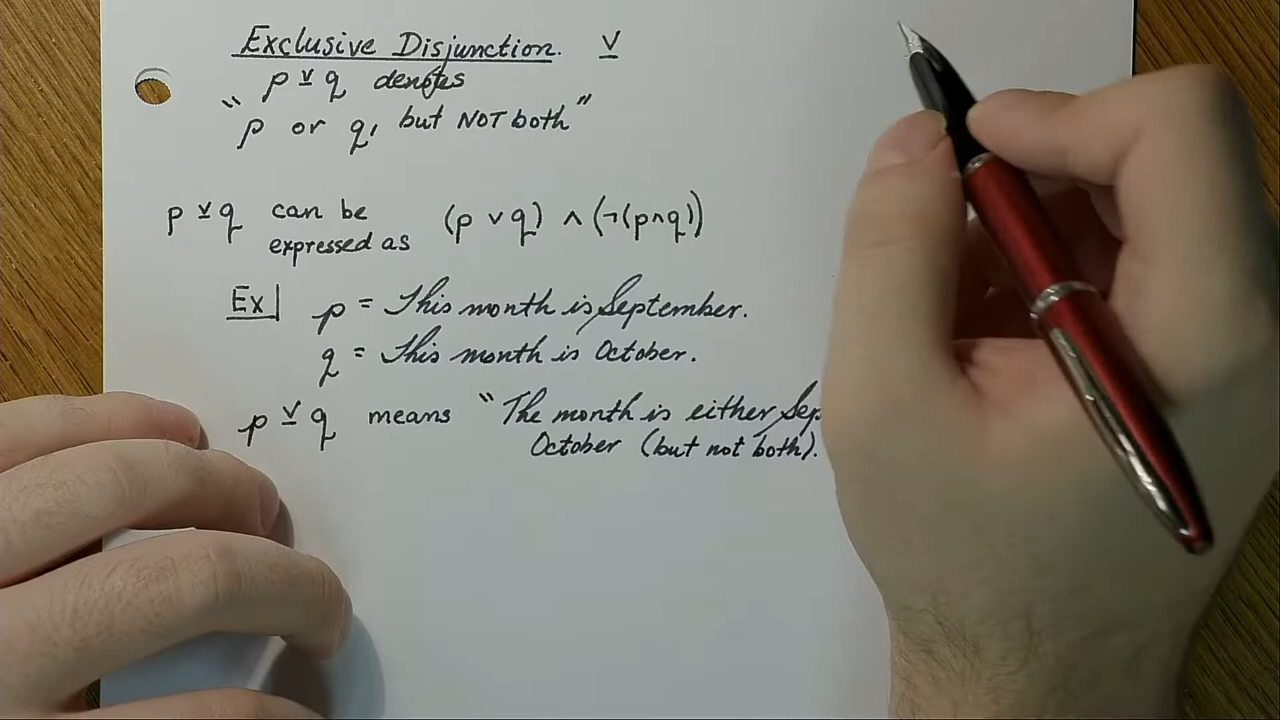 Exclusive Disjunction. ⊻
p ⊻ q denotes
"p or q, but NOT both"
p ⊻ q can be
expressed as (p ∨ q) ∧ (¬(p∧q))
Ex| p = This month is September.
q = This month is October.
p ⊻ q means "The month is either Sep
October (but not both).